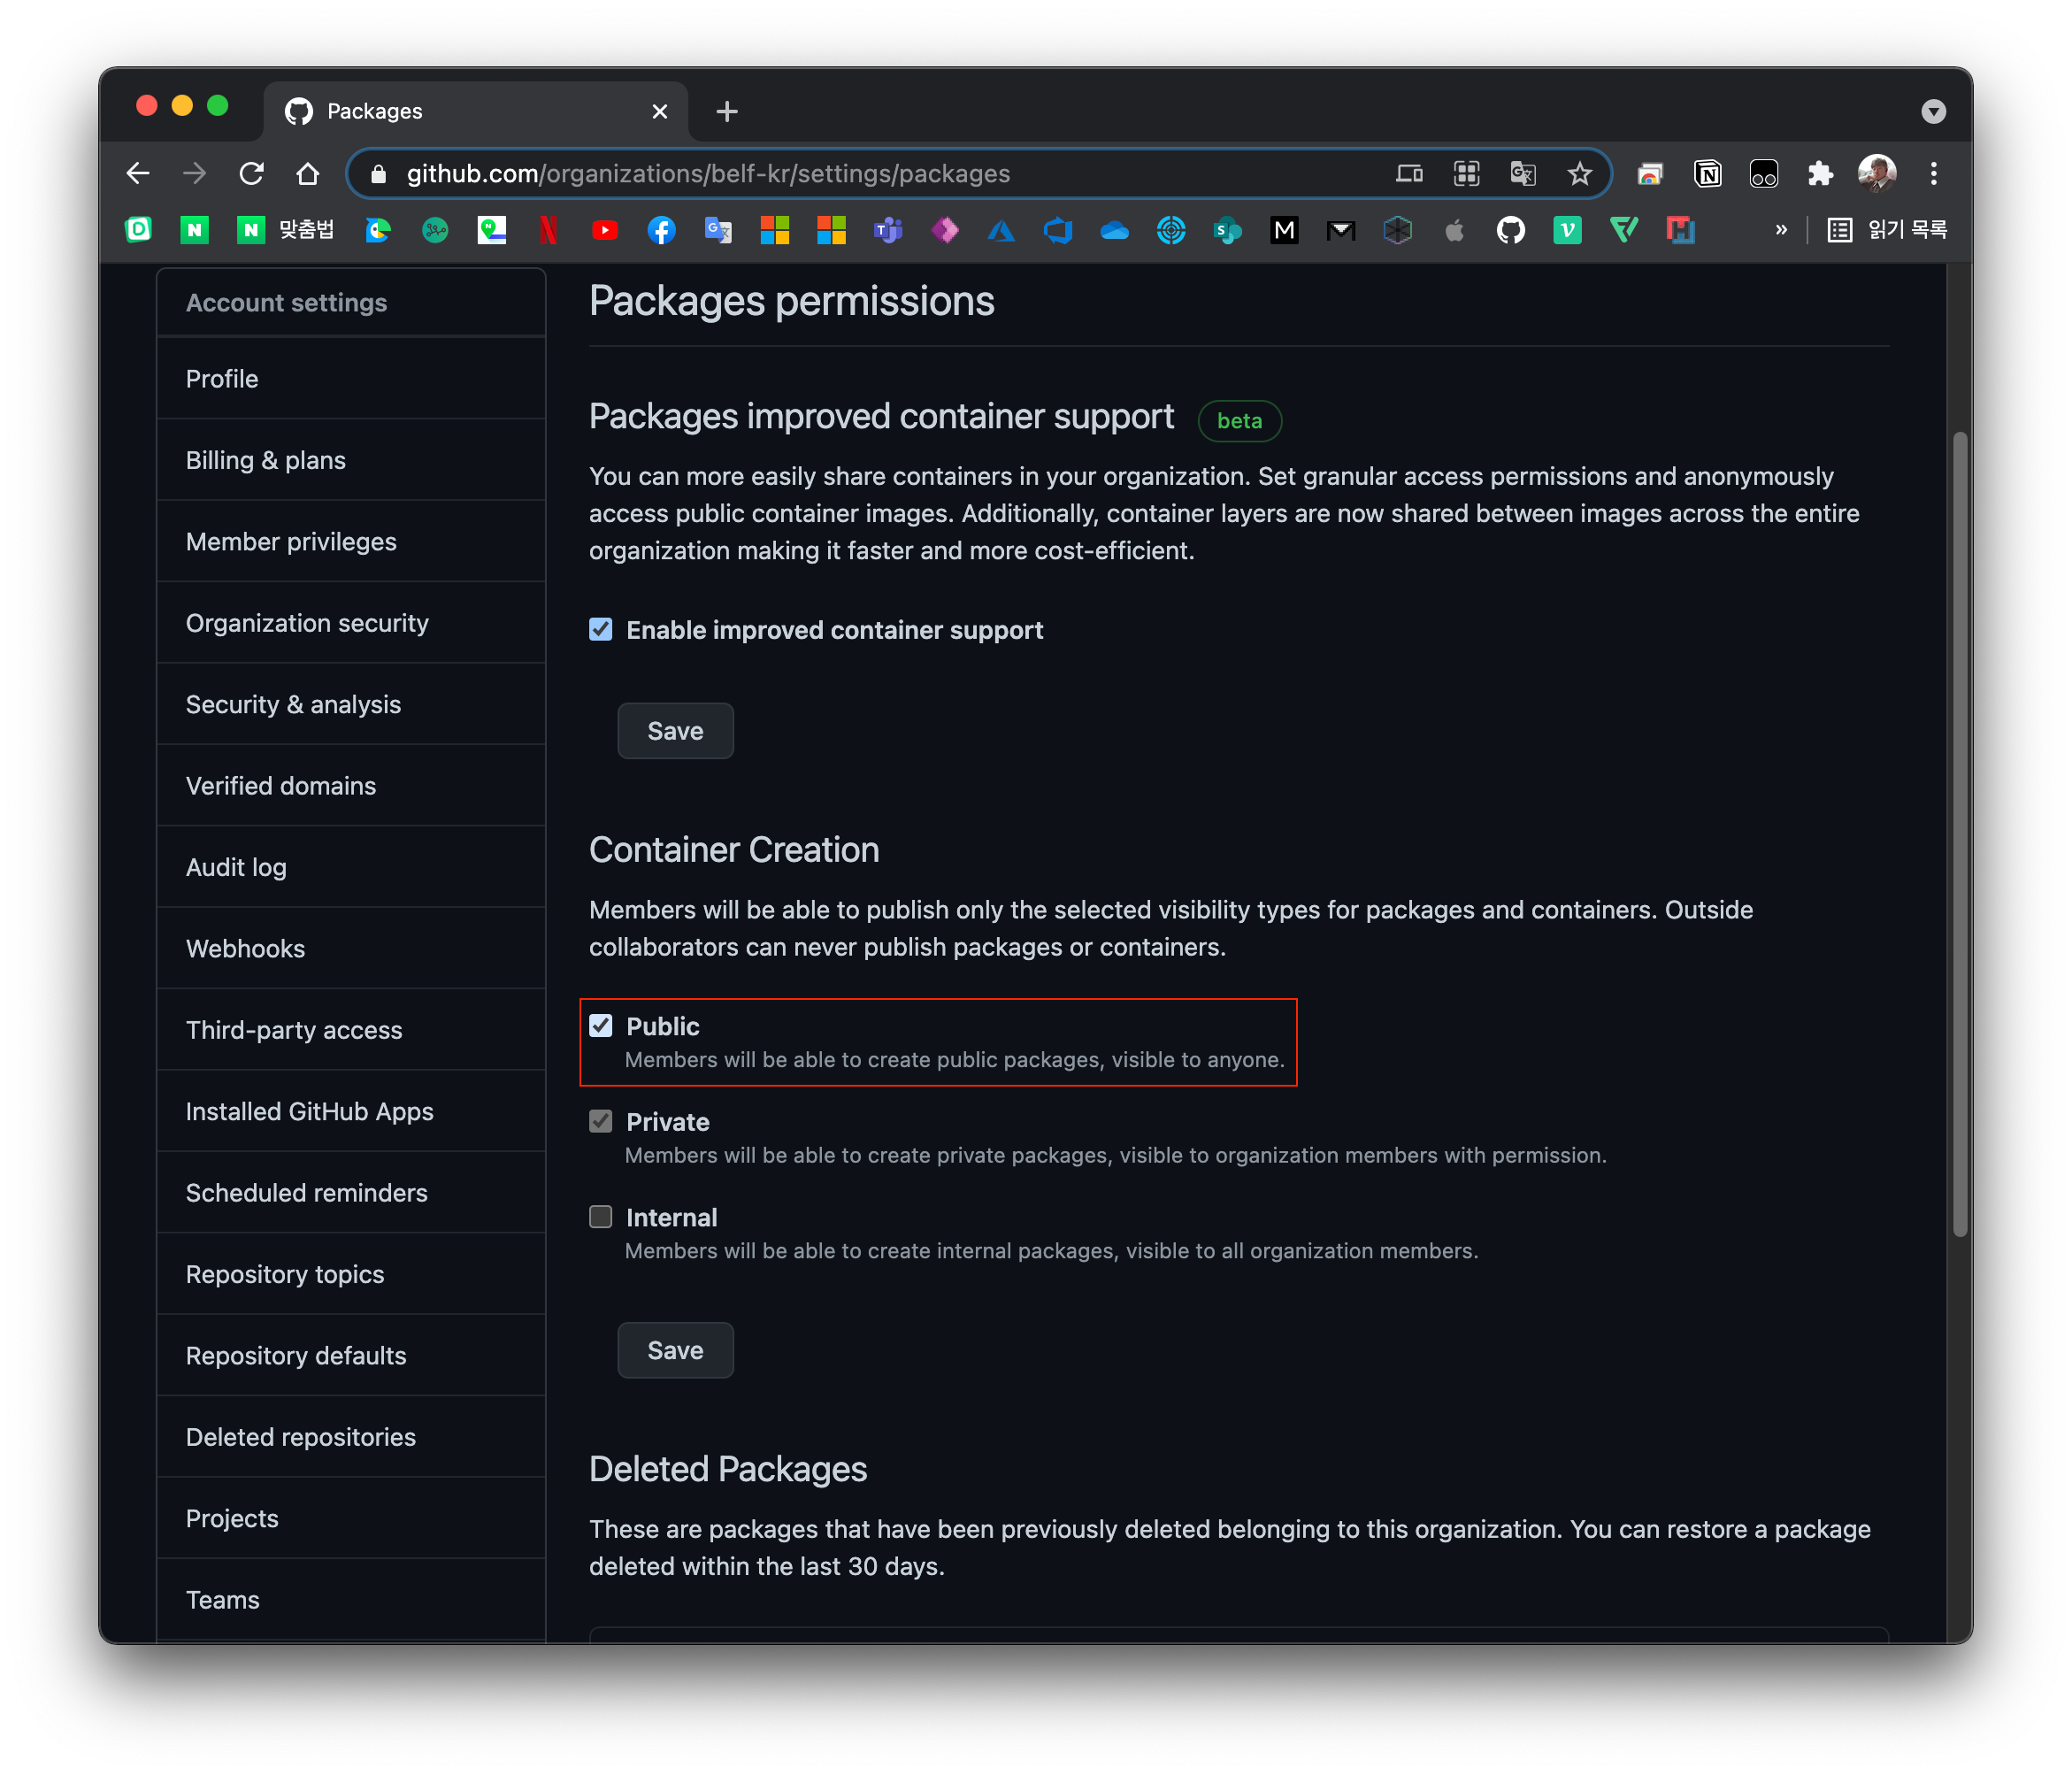 Packages
github.com/organizations/belf-kr/settings/packages
맞춤법
읽기 목록
Account settings
Profile
Billing & plans
Member privileges
Organization security
Security & analysis
Verified domains
Audit log
Webhooks
Third-party access
Installed GitHub Apps
Scheduled reminders
Repository topics
Repository defaults
Deleted repositories
Projects
Teams
Packages permissions
Packages improved container support beta
You can more easily share containers in your organization. Set granular access permissions and anonymously
access public container images. Additionally, container layers are now shared between images across the entire
organization making it faster and more cost-efficient.
Enable improved container support
Save
Container Creation
Members will be able to publish only the selected visibility types for packages and containers. Outside
collaborators can never publish packages or containers.
Public
Members will be able to create public packages, visible to anyone.
Private
Members will be able to create private packages, visible to organization members with permission.
Internal
Members will be able to create internal packages, visible to all organization members.
Save
Deleted Packages
These are packages that have been previously deleted belonging to this organization. You can restore a package
deleted within the last 30 days.